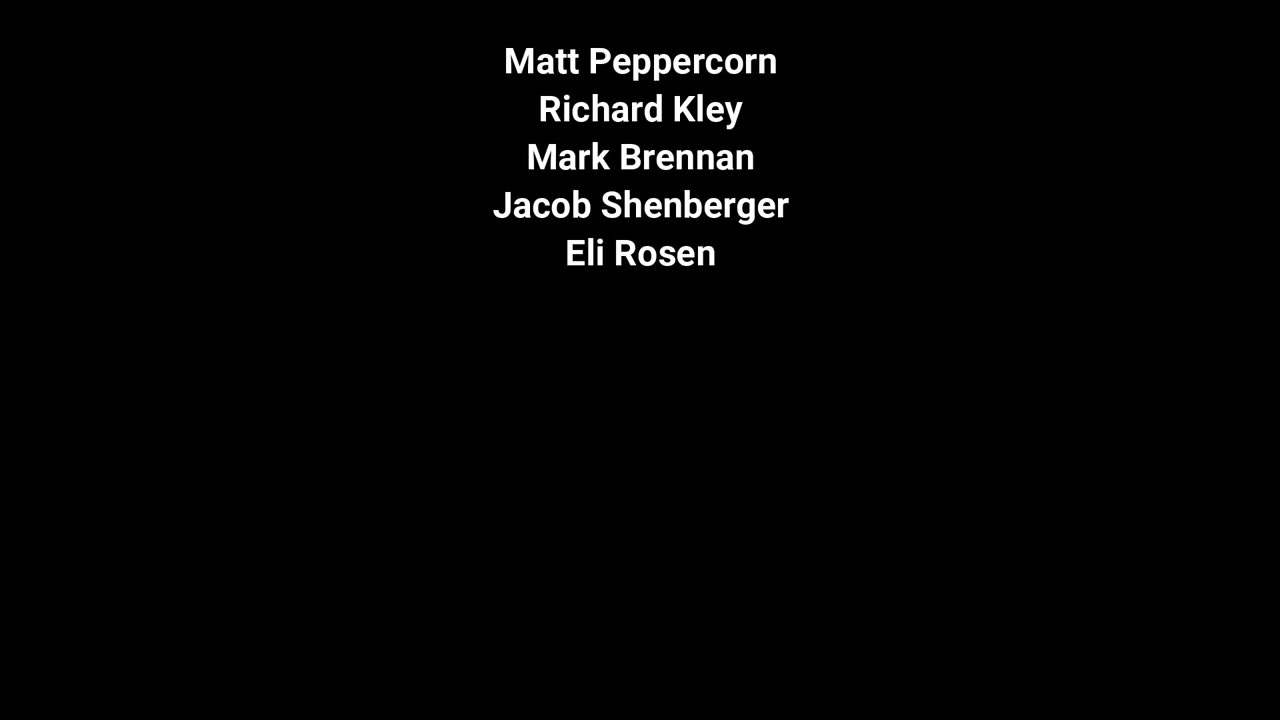 Matt Peppercorn
Richard Kley
Mark Brennan
Jacob Shenberger
Eli Rosen